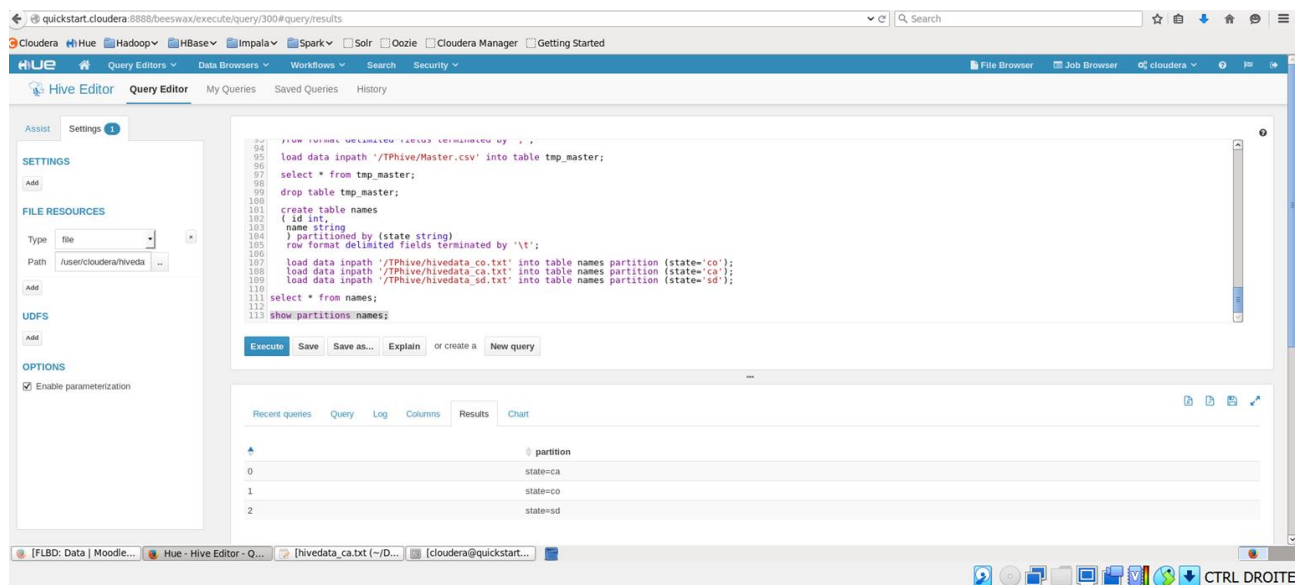 quickstart.cloudera:8888/beeswax/execute/query/300#query/results Search
Cloudera Hue Hadoop HBase Impala Spark Solr Oozie Cloudera Manager Getting Started
HUE Query Editors Data Browsers Workflows Search Security File Browser Job Browser cloudera
Hive Editor Query Editor My Queries Saved Queries History
Assist Settings 1
SETTINGS
Add
FILE RESOURCES
Type file
Path /user/cloudera/hiveda ..
Add
UDFS
Add
OPTIONS
Enable parameterization
93 )row format delimited fields terminated by ',';
94
95 load data inpath '/TPhive/Master.csv' into table tmp_master;
96
97 select * from tmp_master;
98
99 drop table tmp_master;
100
101 create table names
102 ( id int,
103 name string
104 ) partitioned by (state string)
105 row format delimited fields terminated by '\t';
106
107 load data inpath '/TPhive/hivedata_co.txt' into table names partition (state='co');
108 load data inpath '/TPhive/hivedata_ca.txt' into table names partition (state='ca');
109 load data inpath '/TPhive/hivedata_sd.txt' into table names partition (state='sd');
110
111 select * from names;
112
113 show partitions names;
Execute Save Save as... Explain or create a New query
Recent queries Query Log Columns Results Chart
partition
0 state=ca
1 state=co
2 state=sd
[FLBD: Data | Moodle... Hue - Hive Editor - Q... [hivedata_ca.txt (~/D... [cloudera@quickstart...
CTRL DROITE